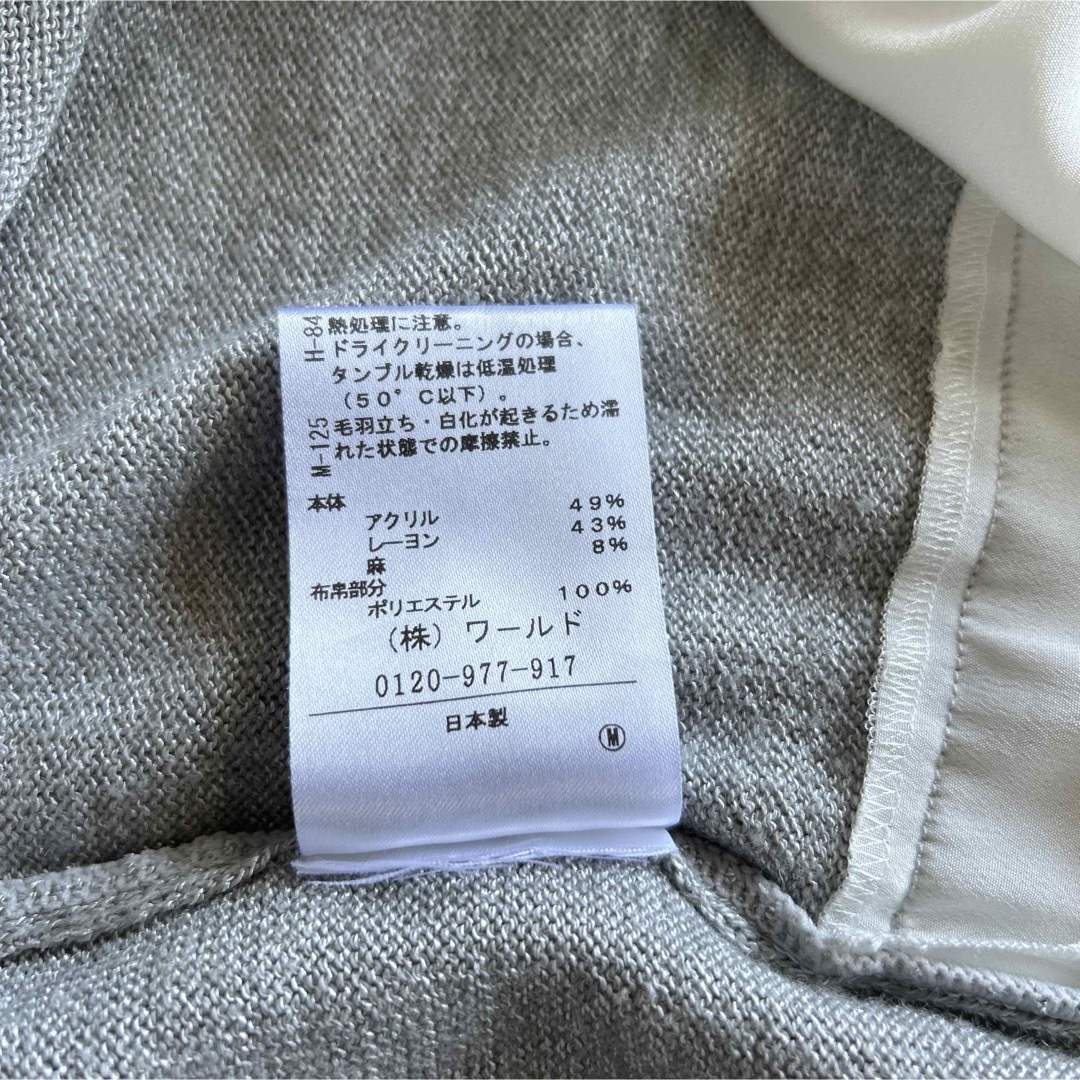 H-84 熱処理に注意。
ドライクリーニングの場合、
タンブル乾燥は低温処理
（50°C以下）。
M-125 毛羽立ち・白化が起きるため濡
れた状態での摩擦禁止。
本体
アクリル 49%
レーヨン 43%
麻 8%
布帛部分
ポリエステル 100%
（株）ワールド
0120-977-917
日本製
Ⓜ